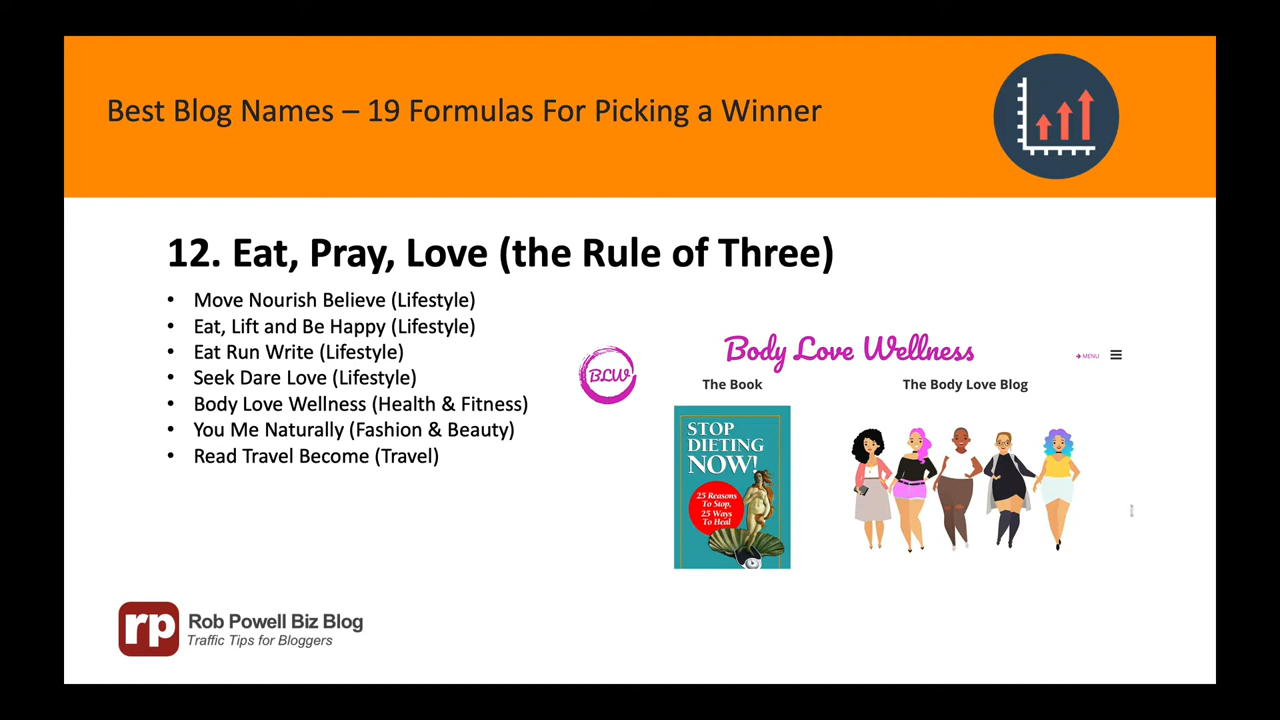 Best Blog Names – 19 Formulas For Picking a Winner
12. Eat, Pray, Love (the Rule of Three)
• Move Nourish Believe (Lifestyle)
• Eat, Lift and Be Happy (Lifestyle)
• Eat Run Write (Lifestyle)
• Seek Dare Love (Lifestyle)
• Body Love Wellness (Health & Fitness)
• You Me Naturally (Fashion & Beauty)
• Read Travel Become (Travel)
BLW
Body Love Wellness
MENU
The Book
The Body Love Blog
STOP
DIETING
NOW!
25 Reasons
To Stop,
25 Ways
To Heal
rp
Rob Powell Biz Blog
Traffic Tips for Bloggers